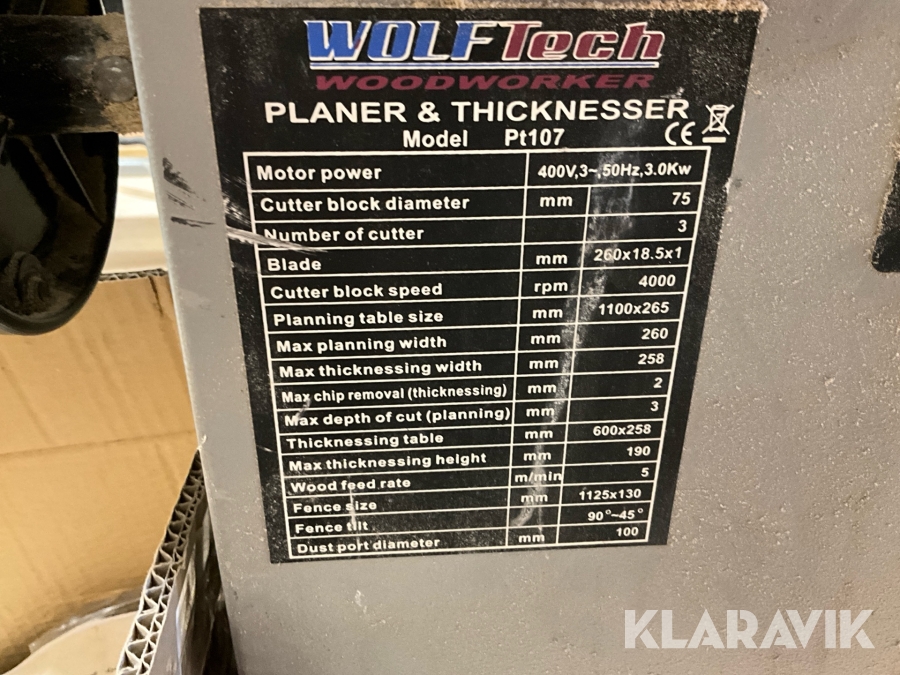 WOLFTech
WOODWORKER
PLANER & THICKNESSER
Model Pt107 CE
Motor power 400V,3~,50Hz,3.0Kw
Cutter block diameter mm 75
Number of cutter 3
Blade mm 260x18.5x1
Cutter block speed rpm 4000
Planning table size mm 1100x265
Max planning width mm 260
Max thicknessing width mm 258
Max chip removal (thicknessing) mm 2
Max depth of cut (planning) mm 3
Thicknessing table mm 600x258
Max thicknessing height mm 190
Wood feed rate m/min 5
Fence size mm 1125x130
Fence tilt 90°~45°
Dust port diameter mm 100
KLARAVIK